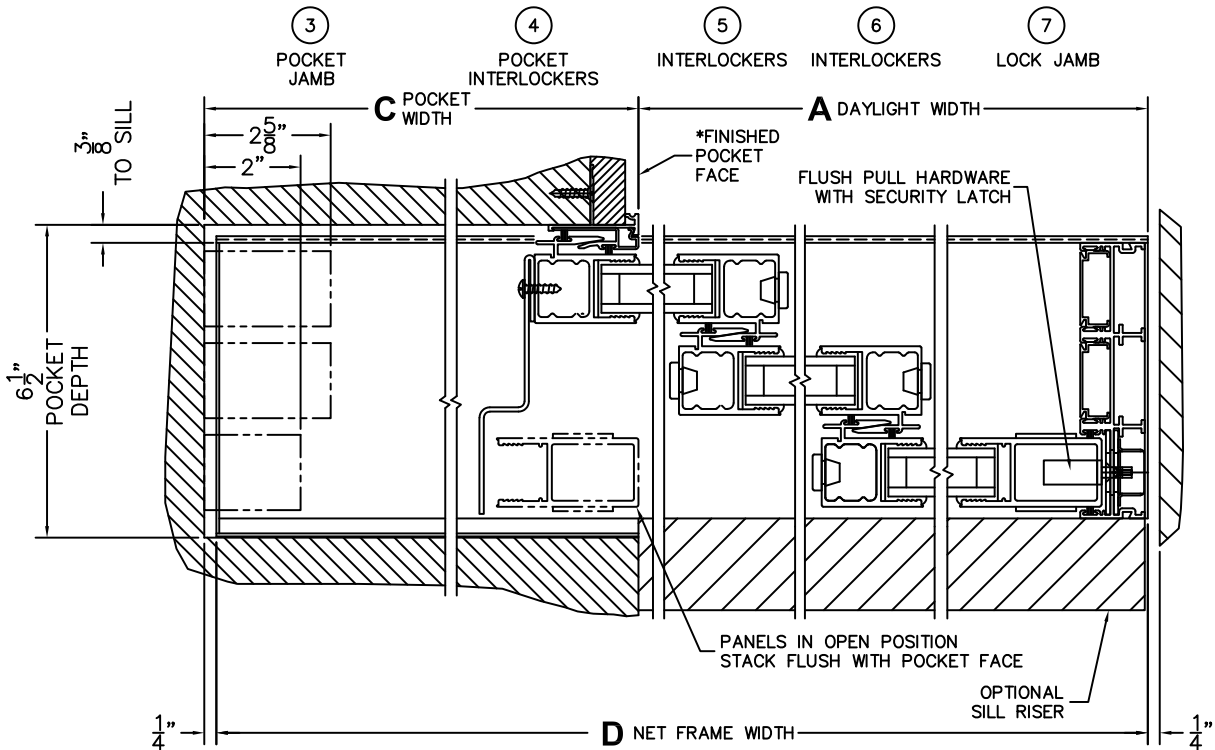 3
4
5
6
7
POCKET
JAMB
POCKET
INTERLOCKERS
INTERLOCKERS
INTERLOCKERS
LOCK JAMB
C POCKET
WIDTH
A DAYLIGHT WIDTH
3/8"
TO SILL
2 5/8"
2"
*FINISHED
POCKET
FACE
FLUSH PULL HARDWARE
WITH SECURITY LATCH
6 1/2"
POCKET
DEPTH
PANELS IN OPEN POSITION
STACK FLUSH WITH POCKET FACE
OPTIONAL
SILL RISER
1/4"
D NET FRAME WIDTH
1/4"